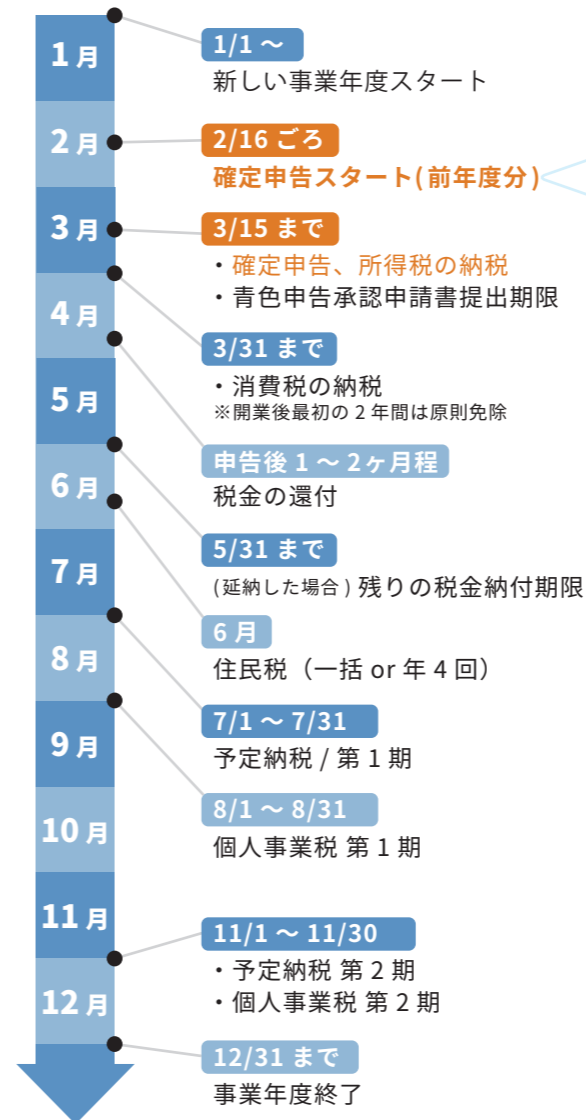 1月
2月
3月
4月
5月
6月
7月
8月
9月
10月
11月
12月
1/1 ～
新しい事業年度スタート
2/16 ごろ
確定申告スタート(前年度分)
3/15 まで
・確定申告、所得税の納税
・青色申告承認申請書提出期限
3/31 まで
・消費税の納税
※開業後最初の 2 年間は原則免除
申告後 1 ～ 2ヶ月程
税金の還付
5/31 まで
(延納した場合) 残りの税金納付期限
6 月
住民税（一括 or 年 4 回）
7/1 ～ 7/31
予定納税 / 第 1 期
8/1 ～ 8/31
個人事業税 第 1 期
11/1 ～ 11/30
・予定納税 第 2 期
・個人事業税 第 2 期
12/31 まで
事業年度終了